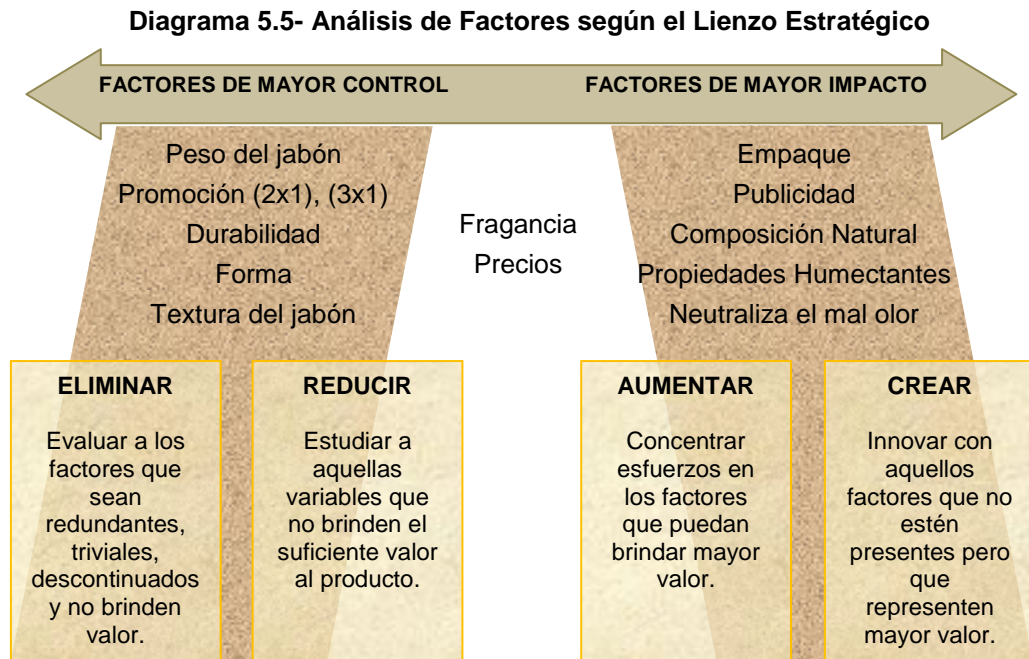 Diagrama 5.5- Análisis de Factores según el Lienzo Estratégico
FACTORES DE MAYOR CONTROL
FACTORES DE MAYOR IMPACTO
Peso del jabón
Promoción (2x1), (3x1)
Durabilidad
Forma
Textura del jabón
Fragancia
Precios
Empaque
Publicidad
Composición Natural
Propiedades Humectantes
Neutraliza el mal olor
ELIMINAR
Evaluar a los
factores que
sean
redundantes,
triviales,
descontinuados
y no brinden
valor.
REDUCIR
Estudiar a
aquellas
variables que
no brinden el
suficiente valor
al producto.
AUMENTAR
Concentrar
esfuerzos en
los factores
que puedan
brindar mayor
valor.
CREAR
Innovar con
aquellos
factores que no
estén
presentes pero
que
representen
mayor valor.